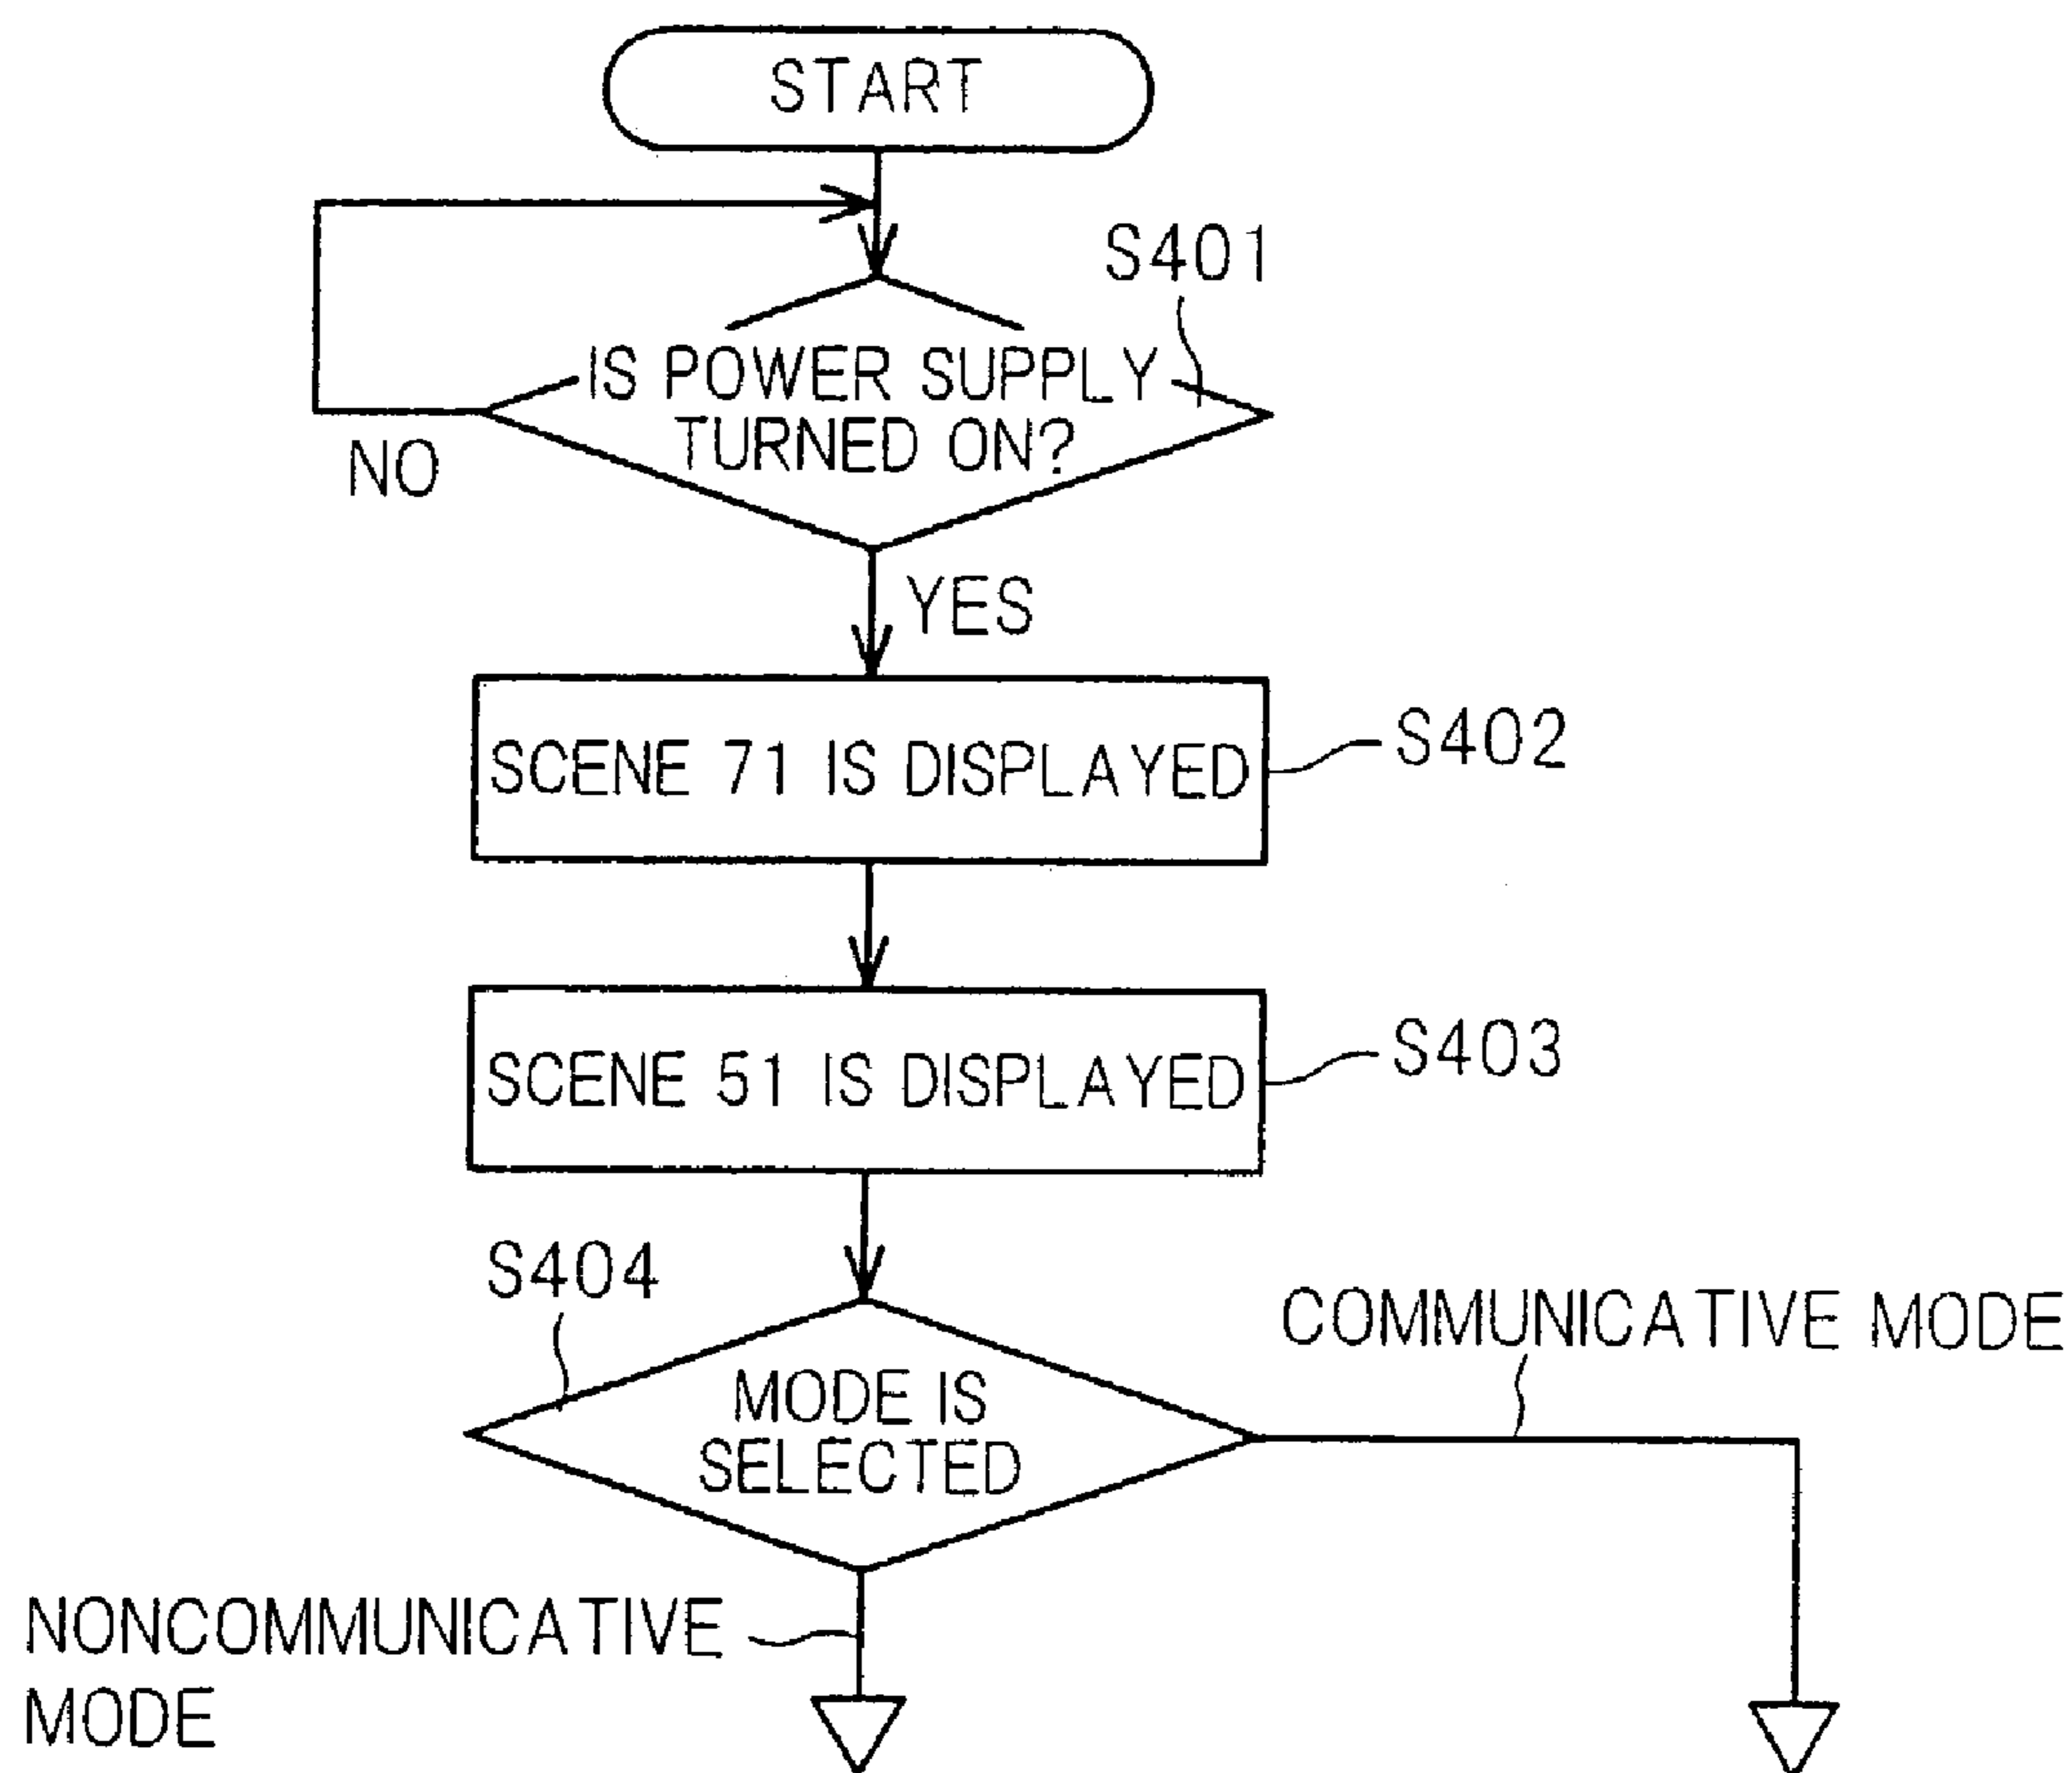 START
S401
IS POWER SUPPLY
TURNED ON?
NO
YES
SCENE 71 IS DISPLAYED
S402
SCENE 51 IS DISPLAYED
S403
S404
COMMUNICATIVE MODE
MODE IS
SELECTED
NONCOMMUNICATIVE
MODE